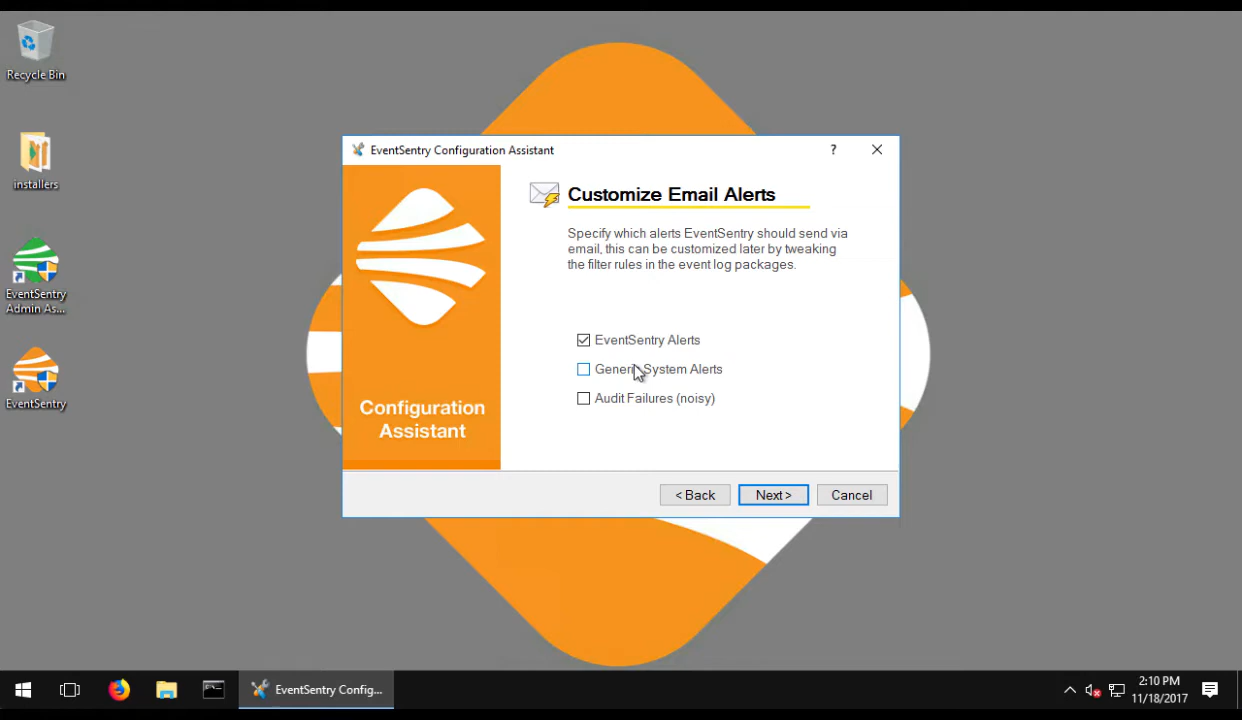 Recycle Bin
installers
EventSentry
Admin As...
EventSentry
EventSentry Configuration Assistant
?
Configuration
Assistant
Customize Email Alerts
Specify which alerts EventSentry should send via
email, this can be customized later by tweaking
the filter rules in the event log packages.
EventSentry Alerts
Generic System Alerts
Audit Failures (noisy)
< Back
Next >
Cancel
EventSentry Config...
2:10 PM
11/18/2017